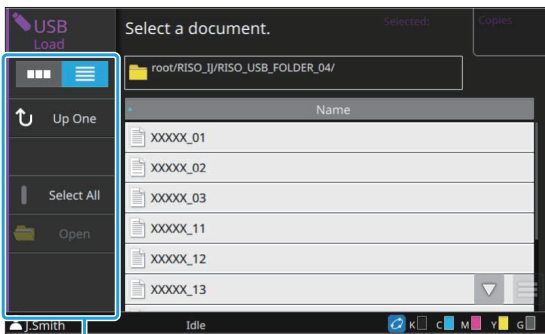 USB
Load
Select a document.
Selected:
Copies
root/RISO_IJ/RISO_USB_FOLDER_04/
Up One
Select All
Open
Name
XXXXX_01
XXXXX_02
XXXXX_03
XXXXX_11
XXXXX_12
XXXXX_13
J.Smith
Idle
K C M Y G